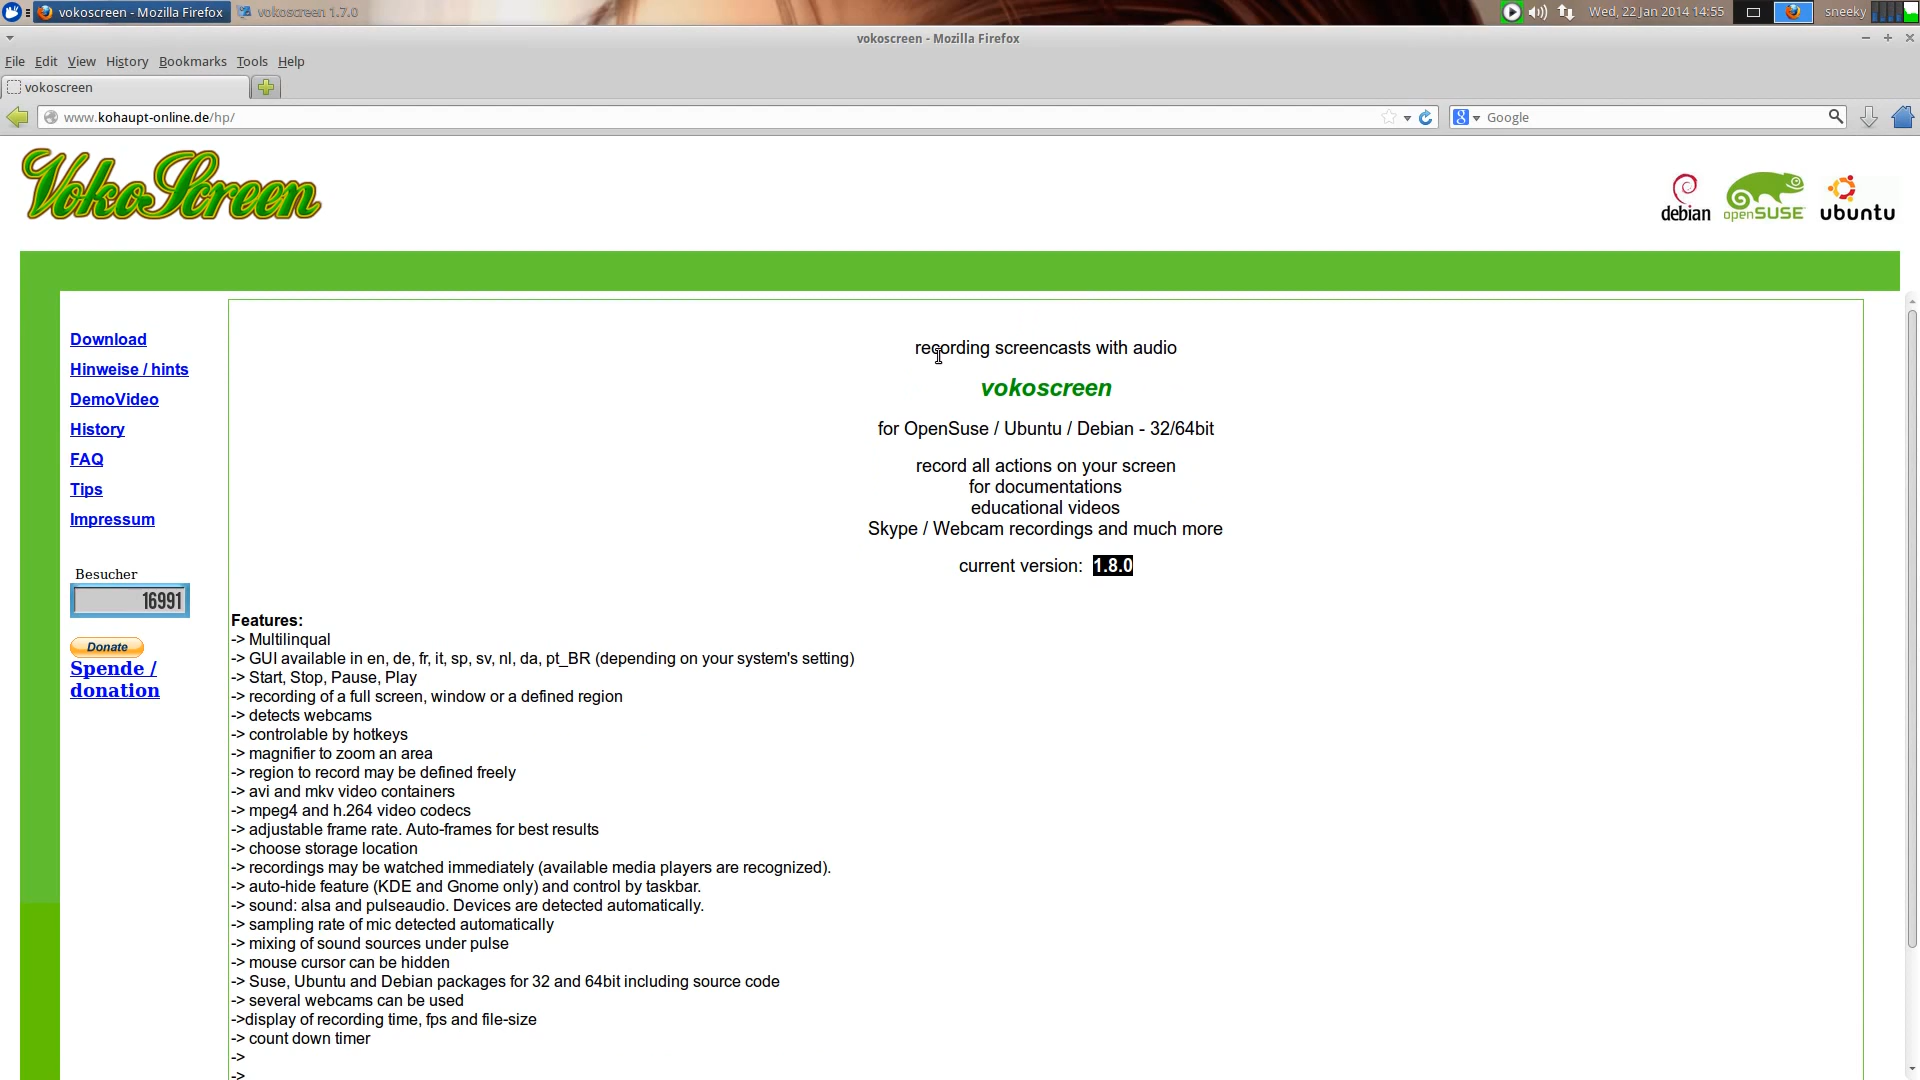 vokoscreen - Mozilla Firefox
vokoscreen 1.7.0
Wed, 22 Jan 2014 14:55
sneeky
vokoscreen - Mozilla Firefox
File Edit View History Bookmarks Tools Help
vokoscreen
www.kohaupt-online.de/hp/
Google
VokoScreen
debian
openSUSE
ubuntu
Download
Hinweise / hints
DemoVideo
History
FAQ
Tips
Impressum
Besucher
16991
Donate
Spende /
donation
recording screencasts with audio
vokoscreen
for OpenSuse / Ubuntu / Debian - 32/64bit
record all actions on your screen
for documentations
educational videos
Skype / Webcam recordings and much more
current version: 1.8.0
Features:
-> Multilinqual
-> GUI available in en, de, fr, it, sp, sv, nl, da, pt_BR (depending on your system's setting)
-> Start, Stop, Pause, Play
-> recording of a full screen, window or a defined region
-> detects webcams
-> controlable by hotkeys
-> magnifier to zoom an area
-> region to record may be defined freely
-> avi and mkv video containers
-> mpeg4 and h.264 video codecs
-> adjustable frame rate. Auto-frames for best results
-> choose storage location
-> recordings may be watched immediately (available media players are recognized).
-> auto-hide feature (KDE and Gnome only) and control by taskbar.
-> sound: alsa and pulseaudio. Devices are detected automatically.
-> sampling rate of mic detected automatically
-> mixing of sound sources under pulse
-> mouse cursor can be hidden
-> Suse, Ubuntu and Debian packages for 32 and 64bit including source code
-> several webcams can be used
->display of recording time, fps and file-size
-> count down timer
->
->